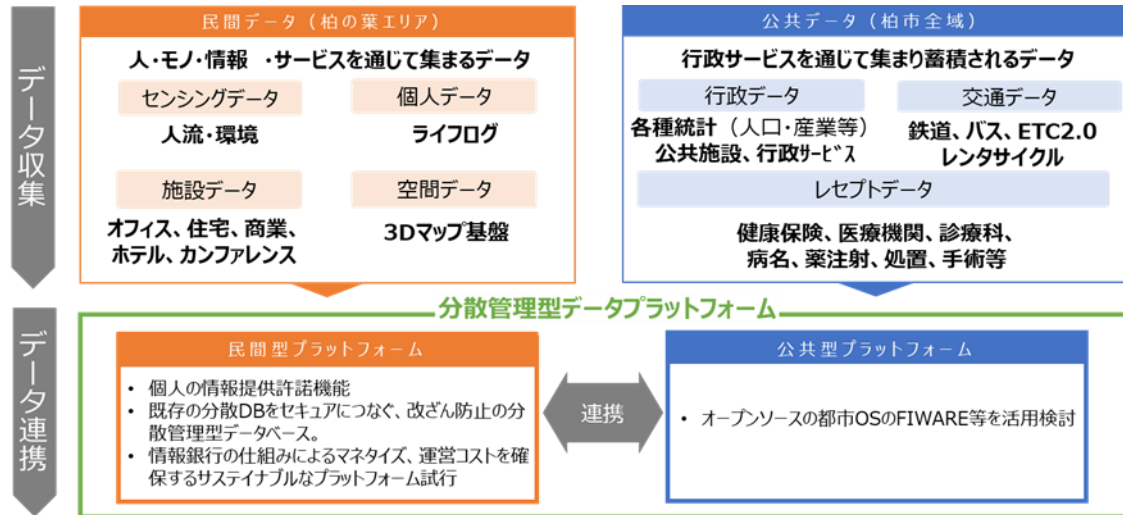 データ収集
民間データ（柏の葉エリア）
人・モノ・情報 ・サービスを通じて集まるデータ
センシングデータ
人流・環境
個人データ
ライフログ
施設データ
オフィス、住宅、商業、
ホテル、カンファレンス
空間データ
3Dマップ基盤
公共データ（柏市全域）
行政サービスを通じて集まり蓄積されるデータ
行政データ
各種統計（人口・産業等）
公共施設、行政ｻｰﾋﾞｽ
交通データ
鉄道、バス、ETC2.0
レンタサイクル
レセプトデータ
健康保険、医療機関、診療科、
病名、薬注射、処置、手術等
データ連携
分散管理型データプラットフォーム
民間型プラットフォーム
• 個人の情報提供許諾機能
• 既存の分散DBをセキュアにつなぐ、改ざん防止の分
散管理型データベース。
• 情報銀行の仕組みによるマネタイズ、運営コストを確
保するサステイナブルなプラットフォーム試行
連携
公共型プラットフォーム
• オープンソースの都市OSのFIWARE等を活用検討